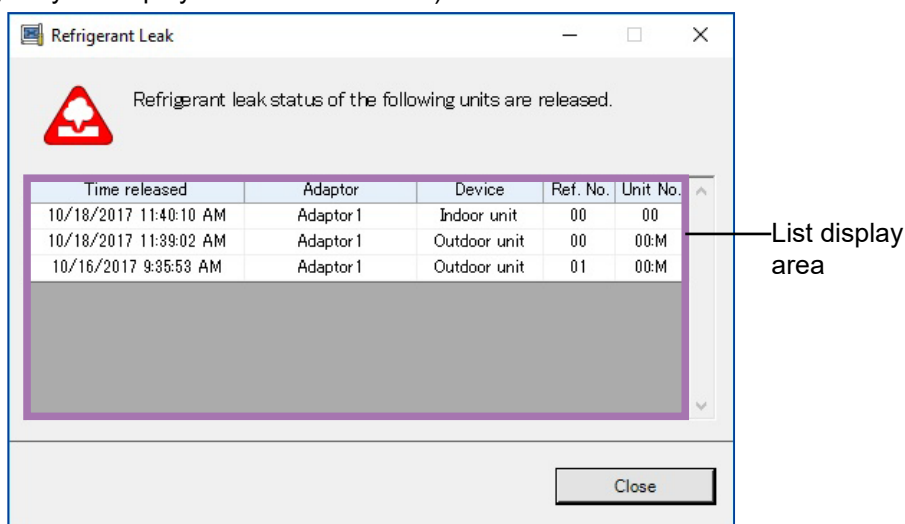 Refrigerant Leak
Refrigerant leak status of the following units are released.
Time released Adaptor Device Ref. No. Unit No.
10/18/2017 11:40:10 AM Adaptor1 Indoor unit 00 00
10/18/2017 11:39:02 AM Adaptor1 Outdoor unit 00 00:M
10/16/2017 9:35:53 AM Adaptor1 Outdoor unit 01 00:M
List display
area
Close